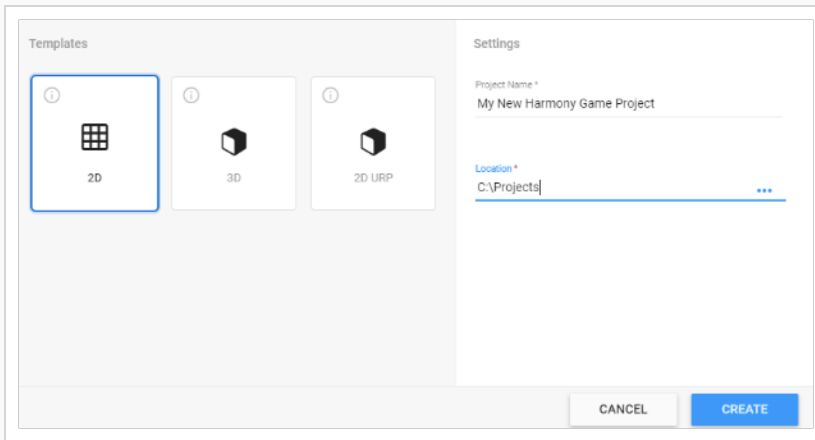 Templates
2D
3D
2D URP
Settings
Project Name *
My New Harmony Game Project
Location *
C:\Projects
CANCEL
CREATE